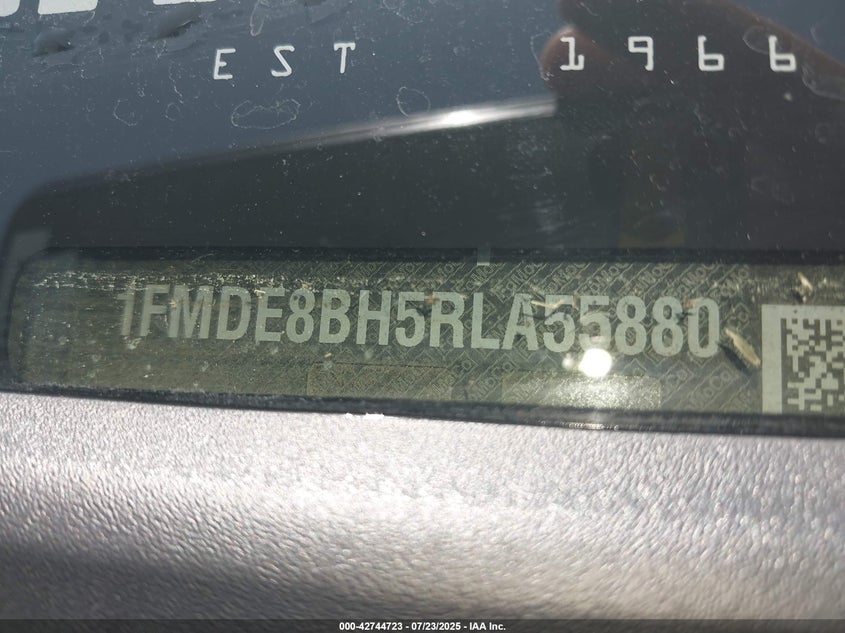 EST 1966
1FMDE8BH5RLA55880
000-42744723 - 07/23/2025 - IAA Inc.